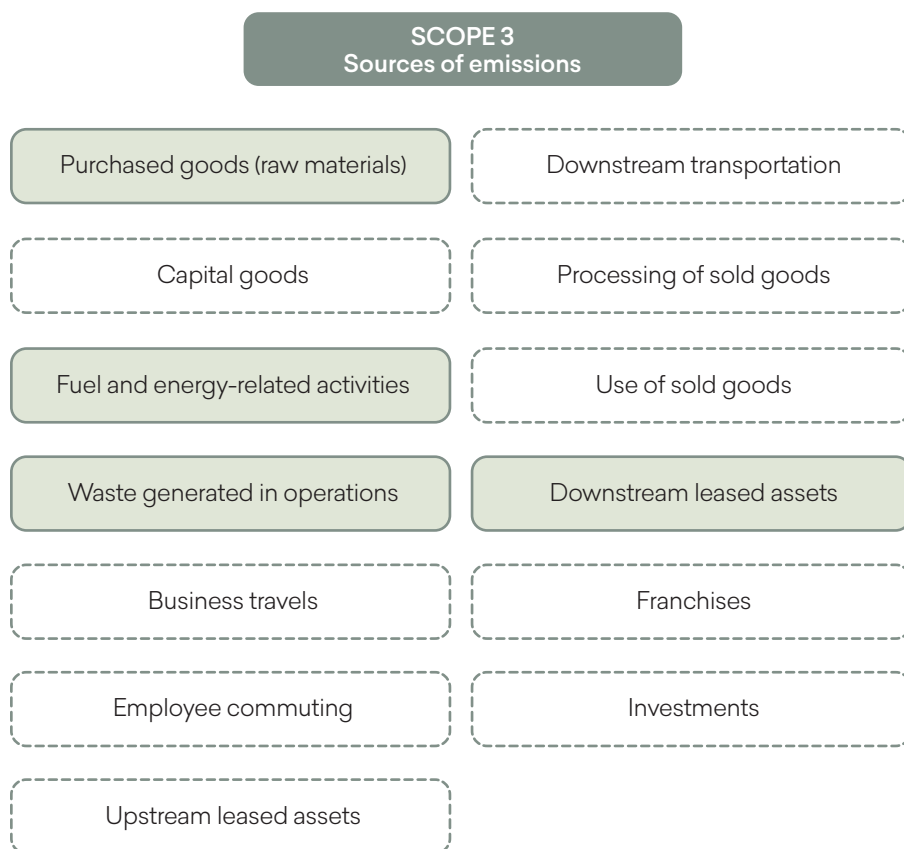 SCOPE 3
Sources of emissions
Purchased goods (raw materials)
Downstream transportation
Capital goods
Processing of sold goods
Fuel and energy-related activities
Use of sold goods
Waste generated in operations
Downstream leased assets
Business travels
Franchises
Employee commuting
Investments
Upstream leased assets